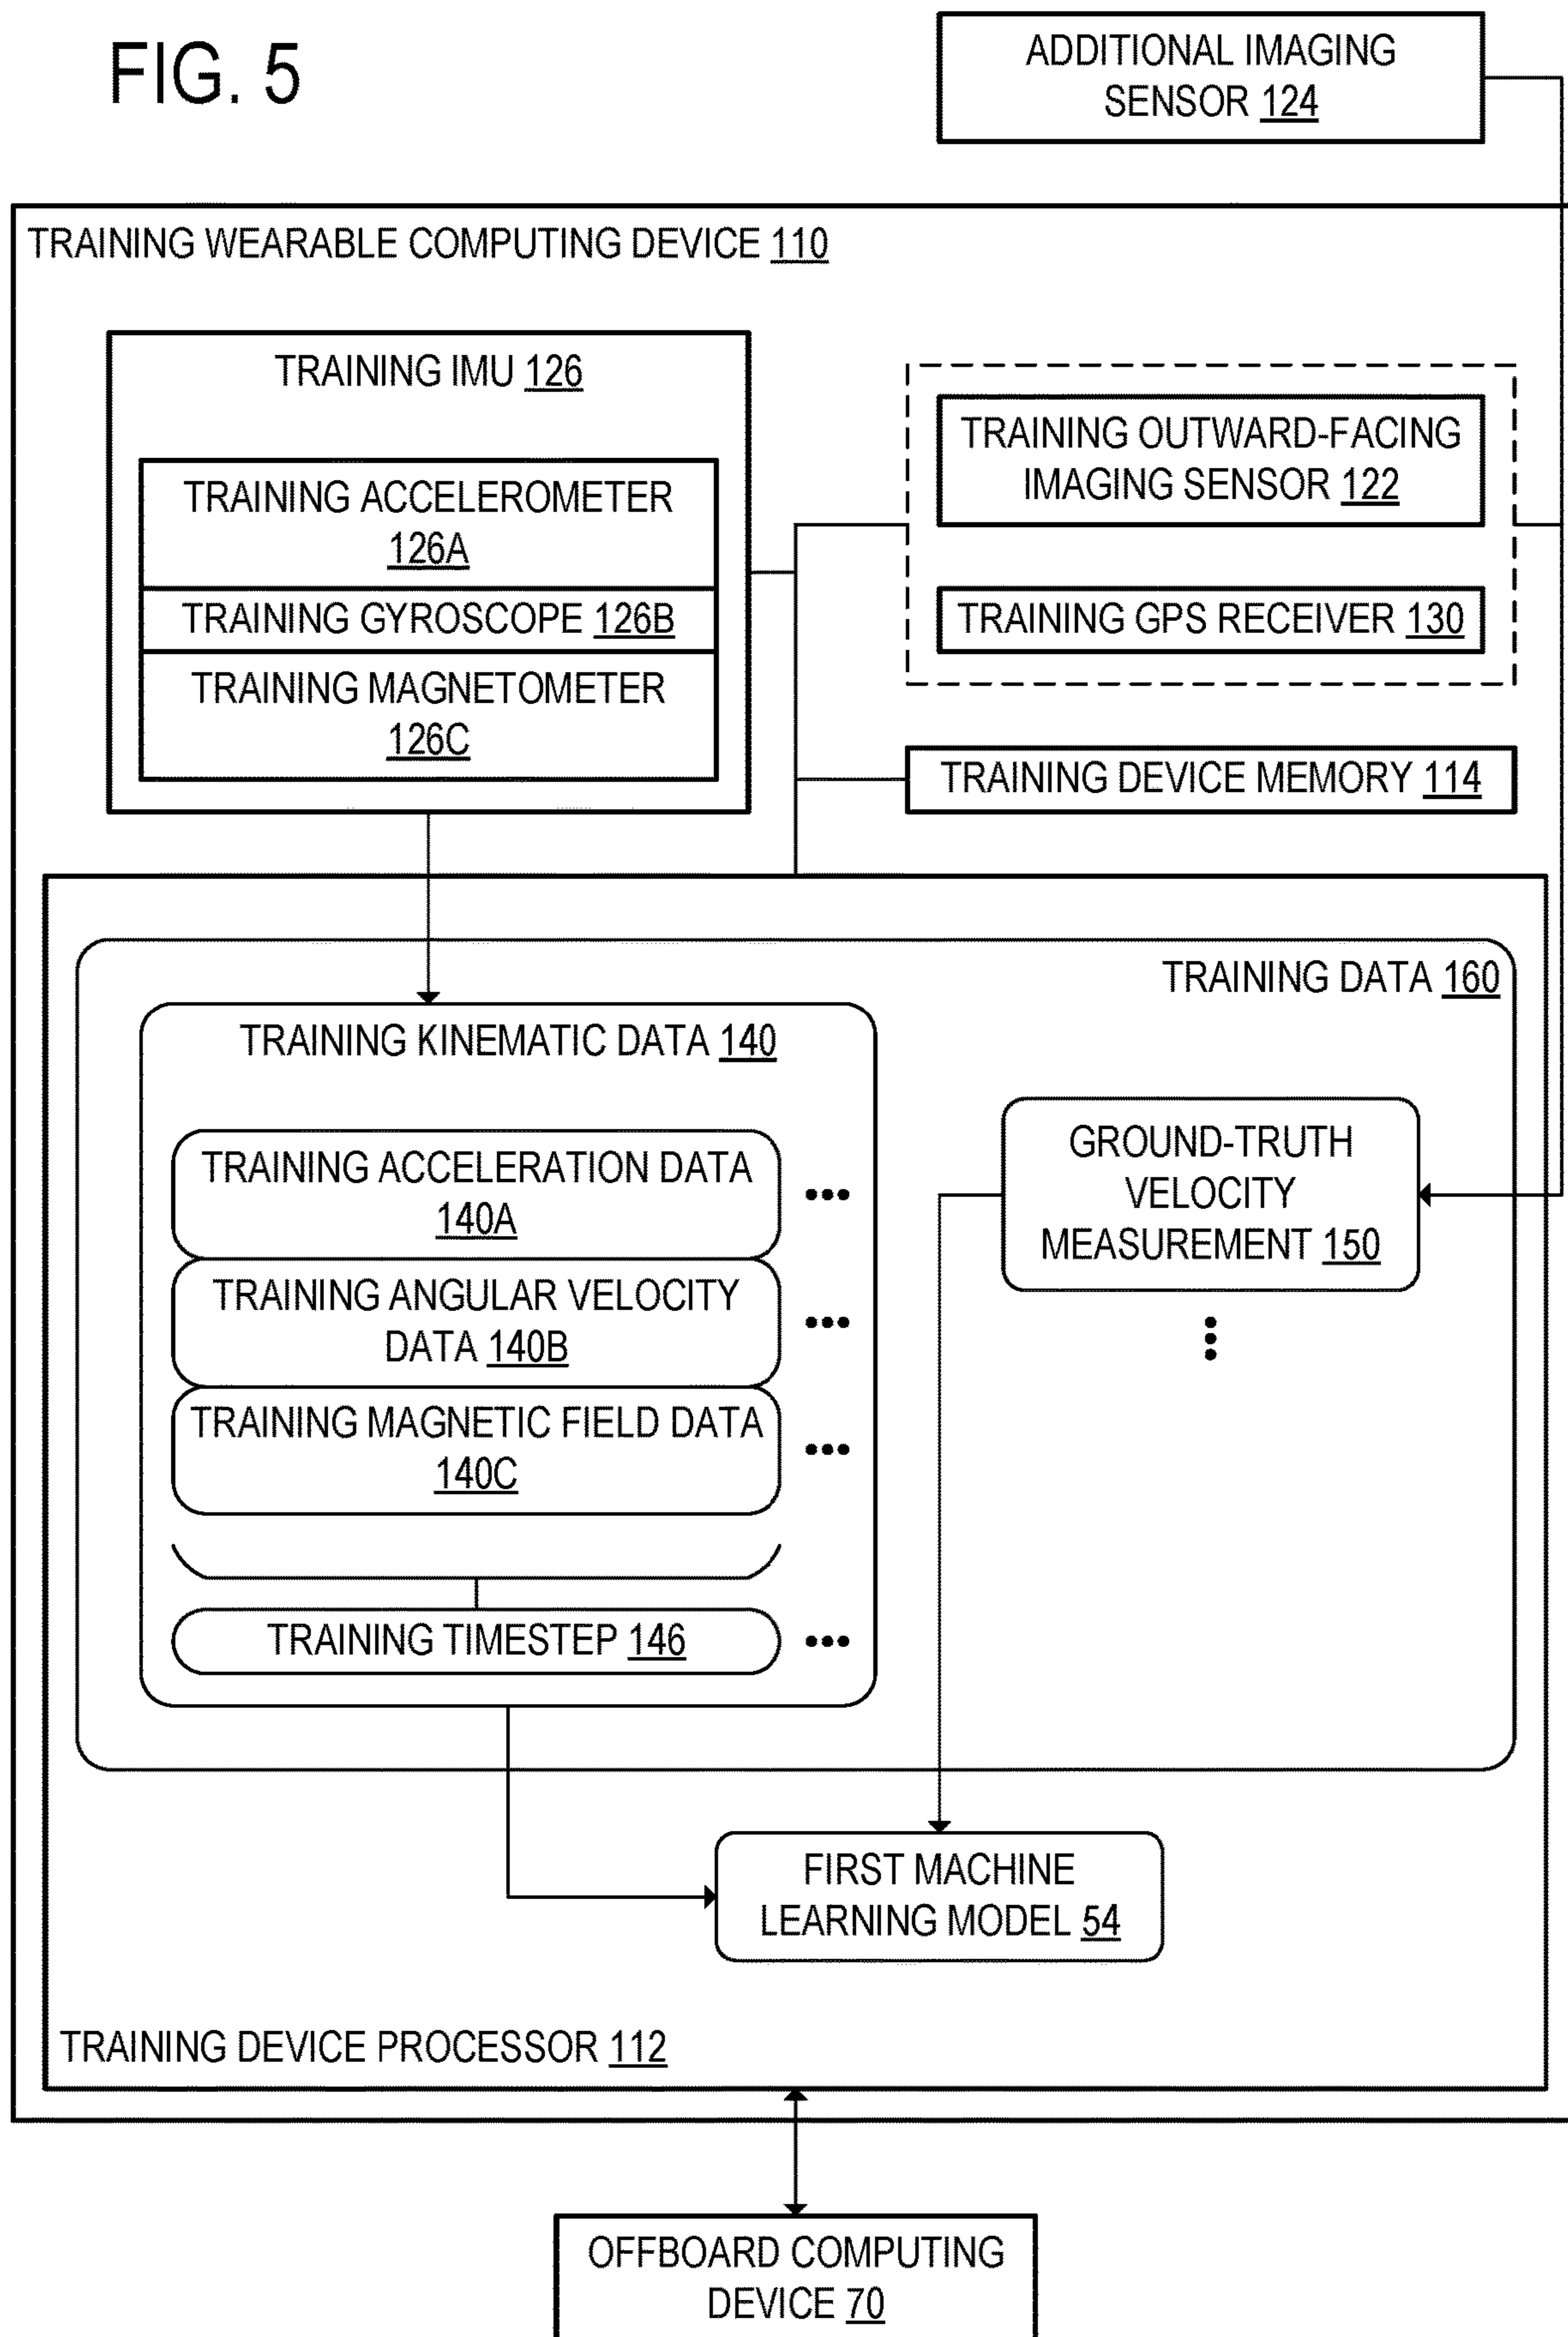 FIG. 5
ADDITIONAL IMAGING
SENSOR 124
TRAINING WEARABLE COMPUTING DEVICE 110
TRAINING IMU 126
TRAINING ACCELEROMETER
126A
TRAINING GYROSCOPE 126B
TRAINING MAGNETOMETER
126C
TRAINING OUTWARD-FACING
IMAGING SENSOR 122
TRAINING GPS RECEIVER 130
TRAINING DEVICE MEMORY 114
TRAINING DATA 160
TRAINING KINEMATIC DATA 140
TRAINING ACCELERATION DATA
140A
TRAINING ANGULAR VELOCITY
DATA 140B
TRAINING MAGNETIC FIELD DATA
140C
TRAINING TIMESTEP 146
GROUND-TRUTH
VELOCITY
MEASUREMENT 150
FIRST MACHINE
LEARNING MODEL 54
TRAINING DEVICE PROCESSOR 112
OFFBOARD COMPUTING
DEVICE 70